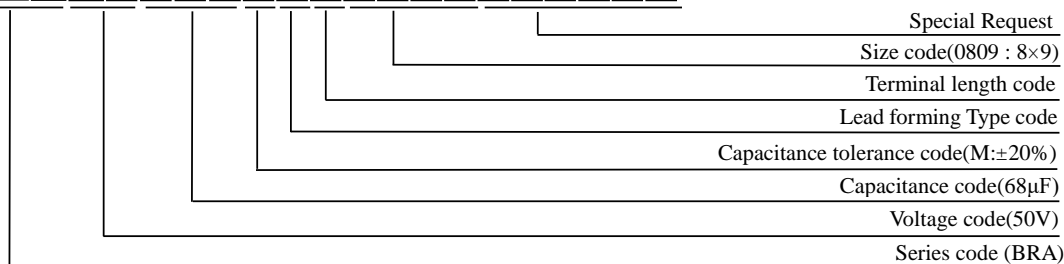 Special Request
Size code(0809 : 8×9)
Terminal length code
Lead forming Type code
Capacitance tolerance code(M:±20%)
Capacitance code(68μF)
Voltage code(50V)
Series code (BRA)